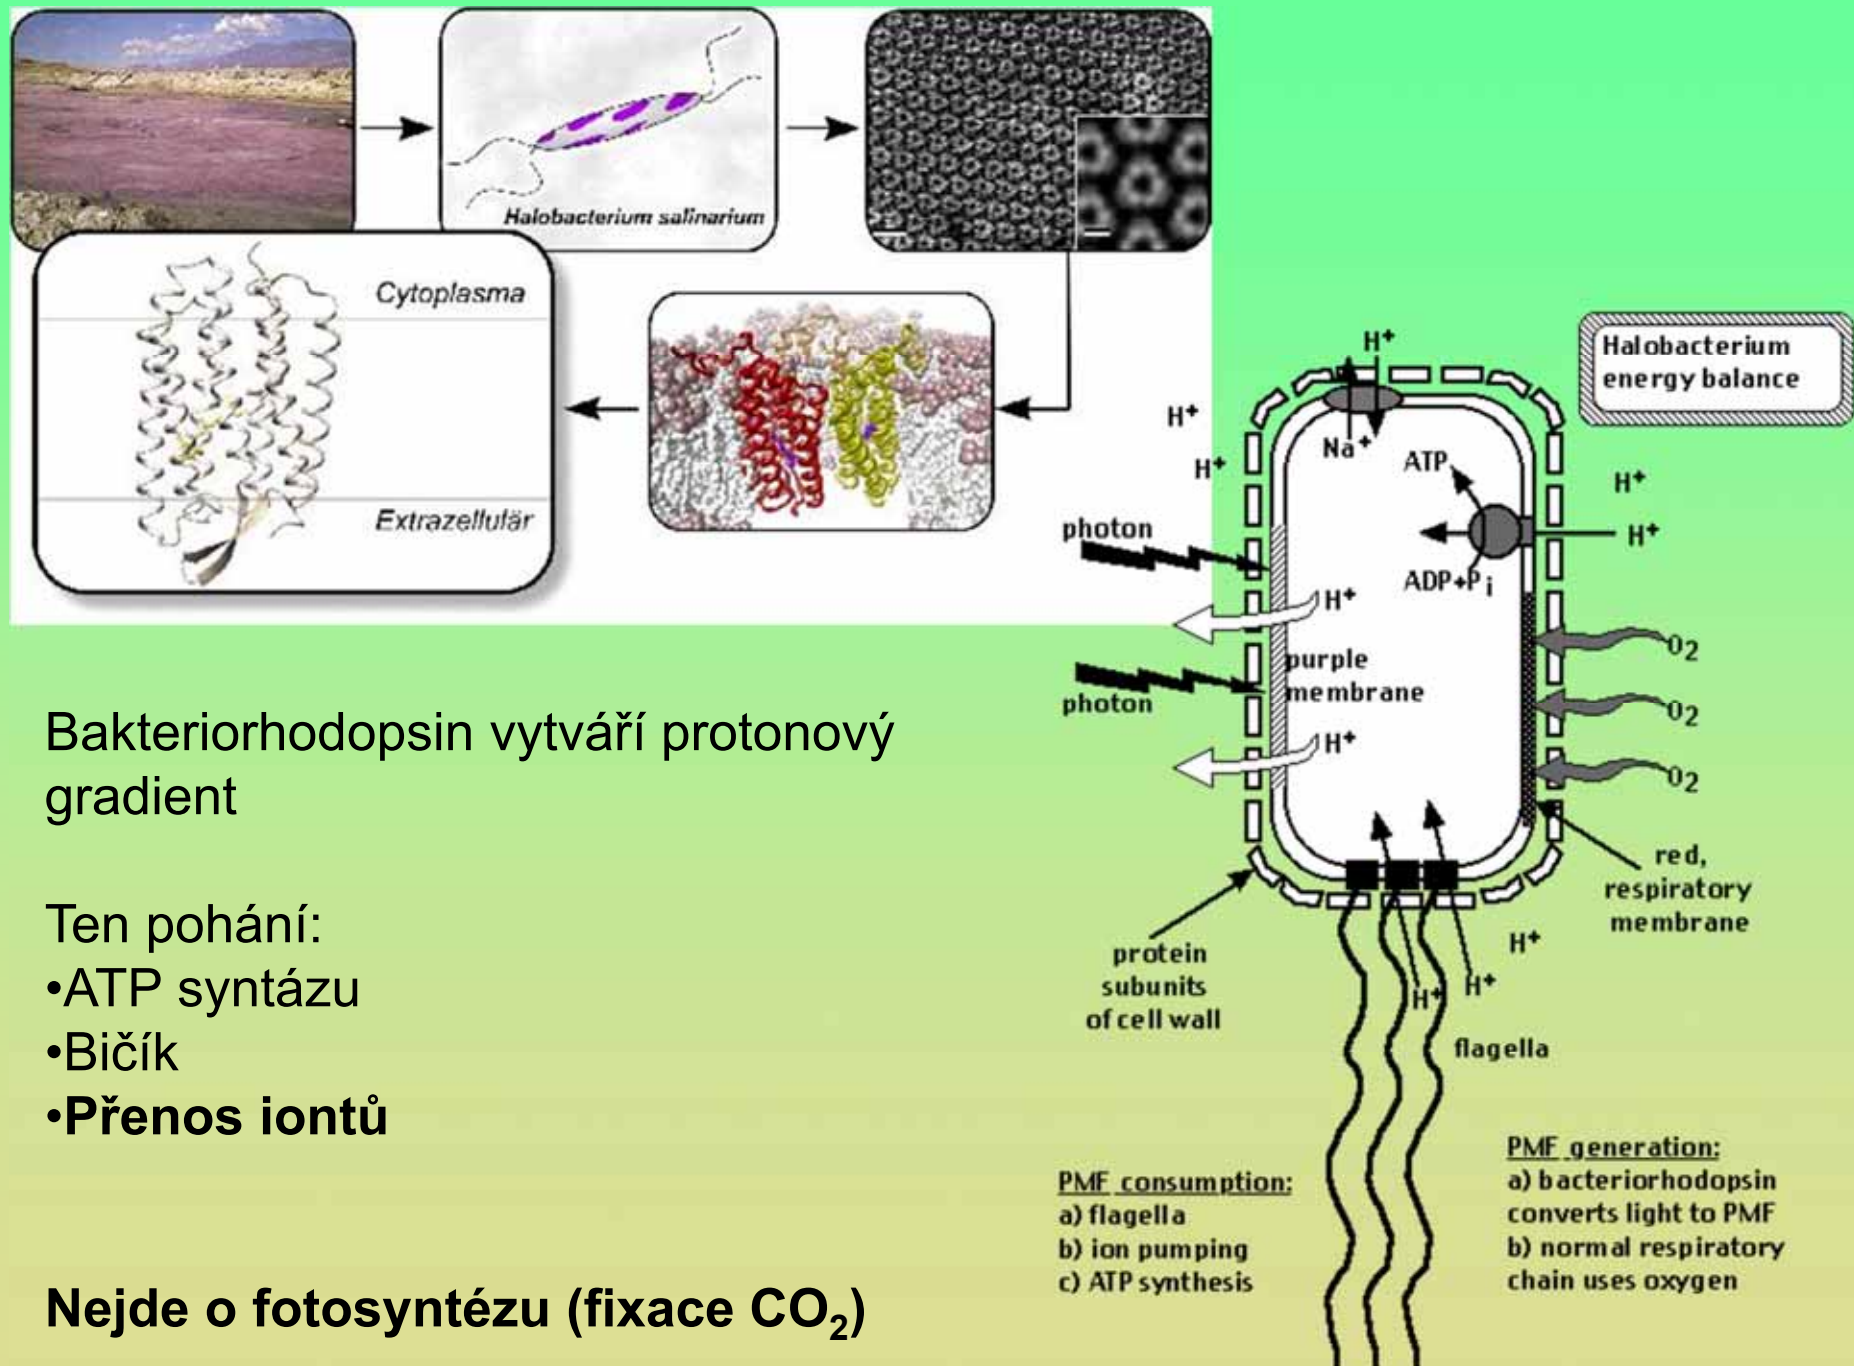 Halobacterium salinarium
Cytoplasma
Extrazellulär
Bakteriorhodopsin vytváří protonový
gradient
Ten pohání:
•ATP syntázu
•Bičík
•Přenos iontů
Nejde o fotosyntézu (fixace CO₂)
Halobacterium
energy balance
H⁺
H⁺
H⁺
Na⁺
ATP
H⁺
H⁺
ADP+Pᵢ
photon
H⁺
O₂
purple
membrane
photon
O₂
H⁺
O₂
red,
respiratory
membrane
protein
subunits
of cell wall
H⁺
H⁺
H⁺
flagella
PMF consumption:
a) flagella
b) ion pumping
c) ATP synthesis
PMF generation:
a) bacteriorhodopsin
converts light to PMF
b) normal respiratory
chain uses oxygen